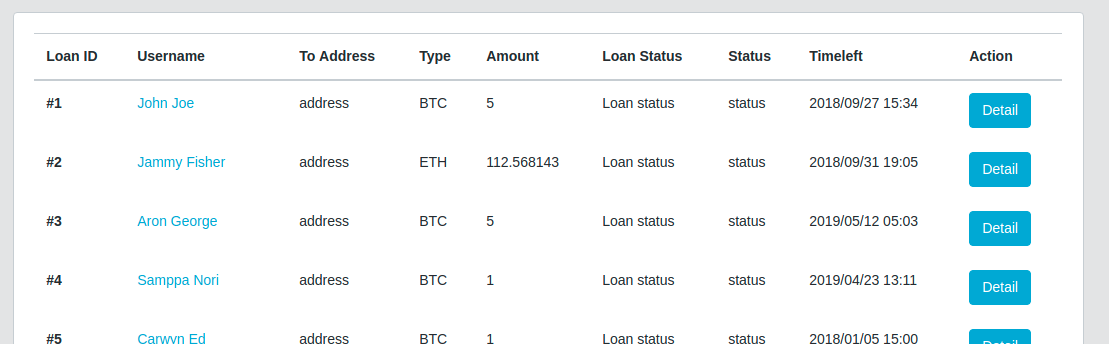 Loan ID Username To Address Type Amount Loan Status Status Timeleft Action
#1 John Joe address BTC 5 Loan status status 2018/09/27 15:34 Detail
#2 Jammy Fisher address ETH 112.568143 Loan status status 2018/09/31 19:05 Detail
#3 Aron George address BTC 5 Loan status status 2019/05/12 05:03 Detail
#4 Samppa Nori address BTC 1 Loan status status 2019/04/23 13:11 Detail
#5 Carwyn Ed address BTC 1 Loan status status 2018/01/05 15:00 Detail